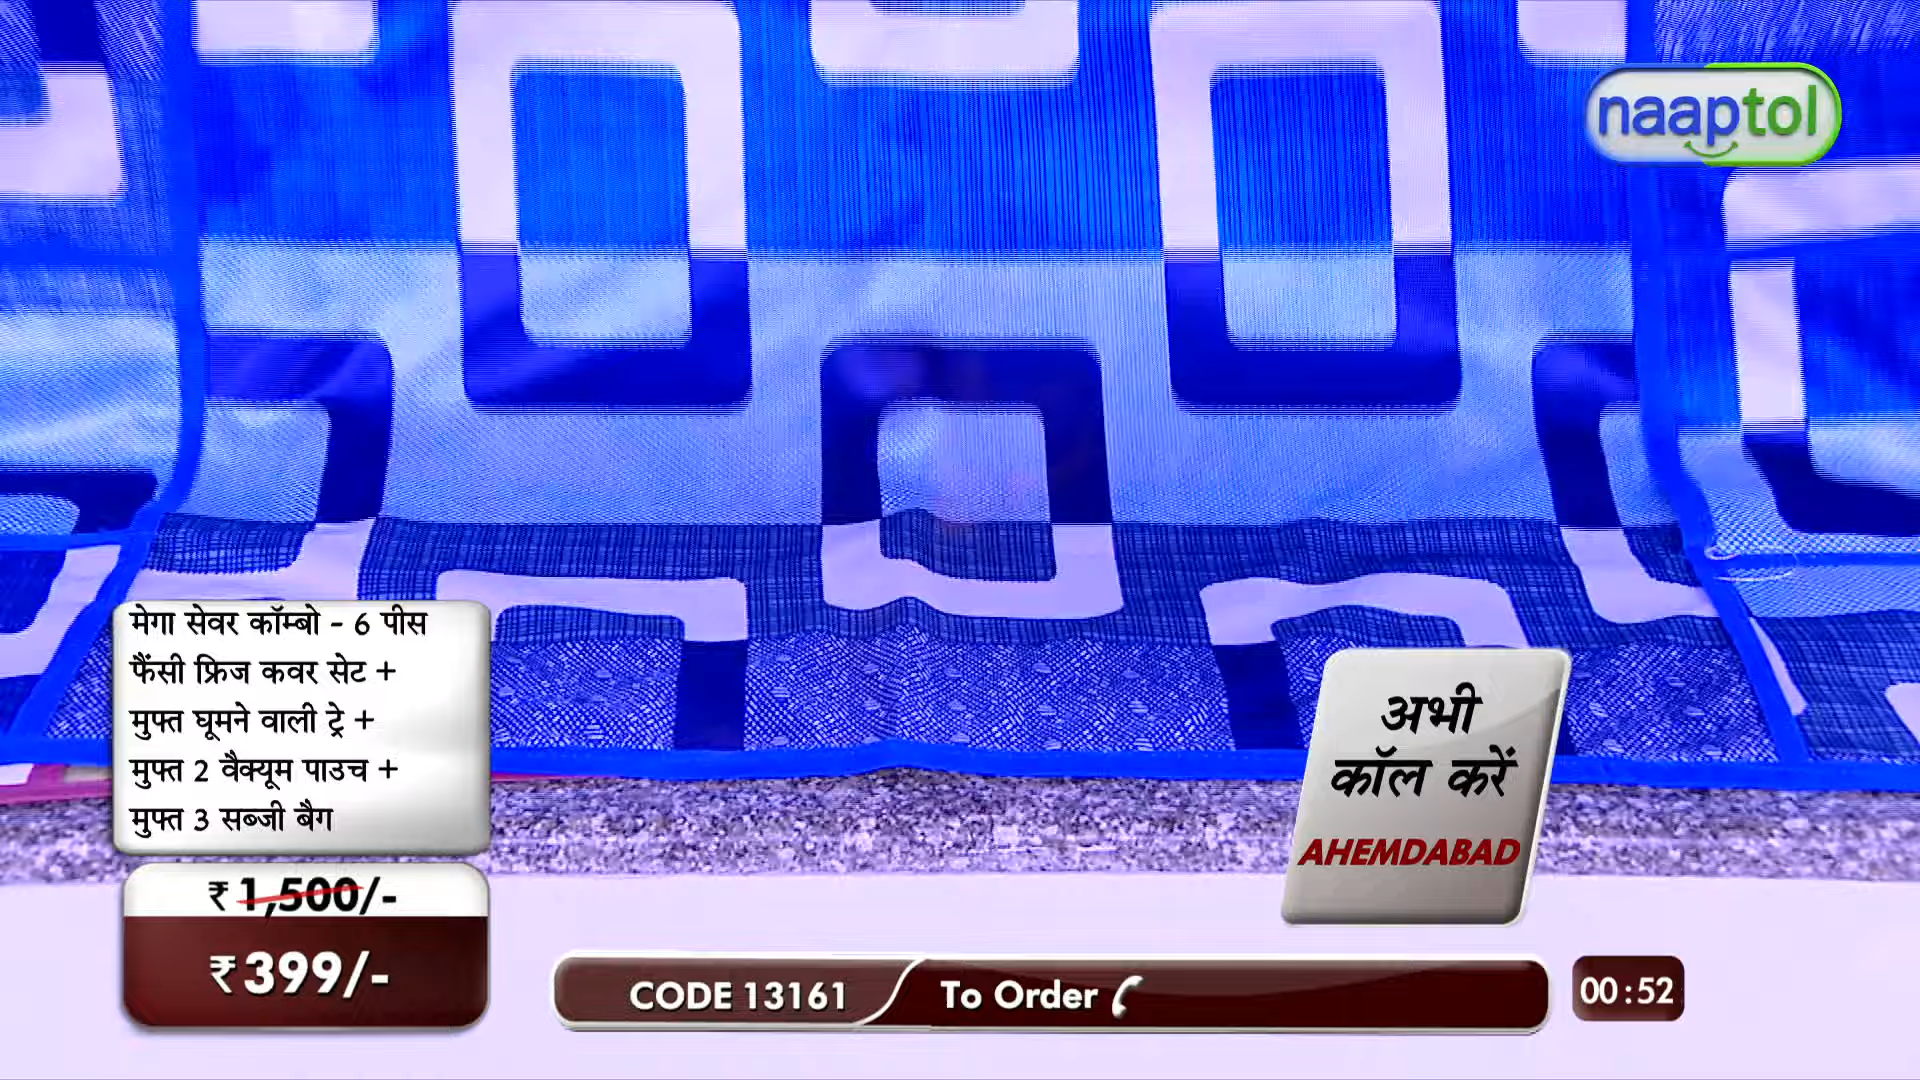 naaptol
मेगा सेवर कॉम्बो - 6 पीस
फैंसी फ्रिज कवर सेट +
मुफ्त घूमने वाली ट्रे +
मुफ्त 2 वैक्यूम पाउच +
मुफ्त 3 सब्जी बैग
₹ 1,500/-
₹ 399/-
अभी
कॉल करें
AHEMDABAD
CODE 13161 To Order
00:52